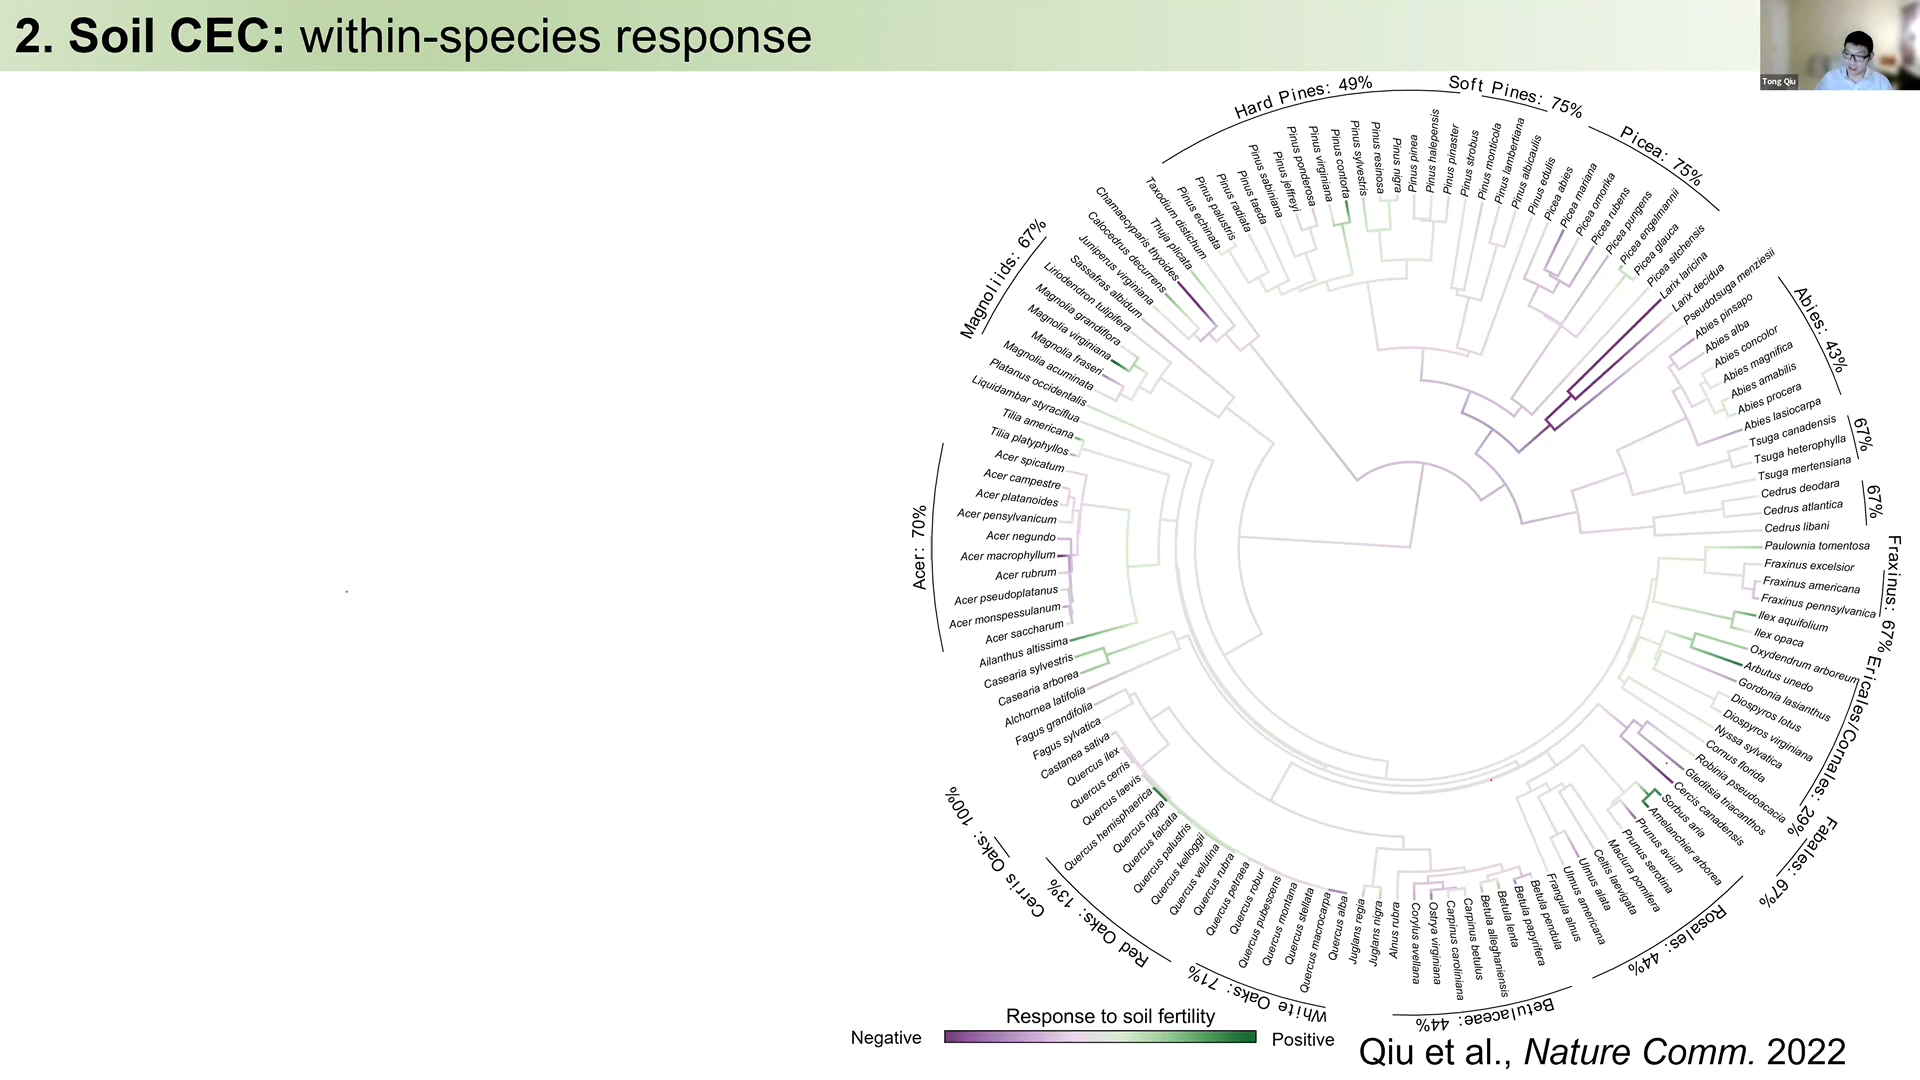 2. Soil CEC: within-species response
Tong Qiu
Hard Pines: 49%
Soft Pines: 75%
Picea: 75%
Abies: 43%
67%
67%
Fraxinus: 67%
Ericales/Cornales: 29%
Fabales: 67%
Rosales: 44%
Betulaceae: 44%
White Oaks: 71%
Red Oaks: 13%
Cerris Oaks: 100%
Acer: 70%
Magnoliids: 67%
Taxodium distichum
Pinus echinata
Pinus palustris
Pinus radiata
Pinus taeda
Pinus sabiniana
Pinus jeffreyi
Pinus ponderosa
Pinus virginiana
Pinus contorta
Pinus sylvestris
Pinus resinosa
Pinus nigra
Pinus pinea
Pinus halepensis
Pinus pinaster
Pinus strobus
Pinus monticola
Pinus lambertiana
Pinus albicaulis
Pinus edulis
Picea abies
Picea mariana
Picea omorika
Picea rubens
Picea pungens
Picea engelmannii
Picea glauca
Picea sitchensis
Larix laricina
Larix decidua
Pseudotsuga menziesii
Abies pinsapo
Abies alba
Abies concolor
Abies magnifica
Abies amabilis
Abies procera
Abies lasiocarpa
Tsuga canadensis
Tsuga heterophylla
Tsuga mertensiana
Cedrus deodara
Cedrus atlantica
Cedrus libani
Paulownia tomentosa
Fraxinus excelsior
Fraxinus americana
Fraxinus pennsylvanica
Ilex aquifolium
Ilex opaca
Oxydendrum arboreum
Arbutus unedo
Gordonia lasianthus
Diospyros lotus
Diospyros virginiana
Nyssa sylvatica
Cornus florida
Robinia pseudoacacia
Gleditsia triacanthos
Cercis canadensis
Sorbus aria
Amelanchier arborea
Prunus avium
Prunus serotina
Maclura pomifera
Celtis laevigata
Ulmus alata
Ulmus americana
Frangula alnus
Betula pendula
Betula papyrifera
Betula lenta
Betula alleghaniensis
Carpinus betulus
Carpinus caroliniana
Ostrya virginiana
Corylus avellana
Alnus rubra
Juglans nigra
Juglans regia
Quercus alba
Quercus macrocarpa
Quercus stellata
Quercus montana
Quercus pubescens
Quercus robur
Quercus petraea
Quercus rubra
Quercus velutina
Quercus kelloggii
Quercus palustris
Quercus falcata
Quercus nigra
Quercus hemisphaerica
Quercus laevis
Quercus cerris
Quercus ilex
Castanea sativa
Fagus sylvatica
Fagus grandifolia
Alchornea latifolia
Casearia arborea
Casearia sylvestris
Ailanthus altissima
Acer saccharum
Acer monspessulanum
Acer pseudoplatanus
Acer rubrum
Acer macrophyllum
Acer negundo
Acer pensylvanicum
Acer platanoides
Acer campestre
Acer spicatum
Tilia platyphyllos
Tilia americana
Liquidambar styraciflua
Platanus occidentalis
Magnolia acuminata
Magnolia fraseri
Magnolia virginiana
Magnolia grandiflora
Liriodendron tulipifera
Sassafras albidum
Juniperus virginiana
Calocedrus decurrens
Chamaecyparis thyoides
Thuja plicata
Response to soil fertility
Negative
Positive
Qiu et al., Nature Comm. 2022